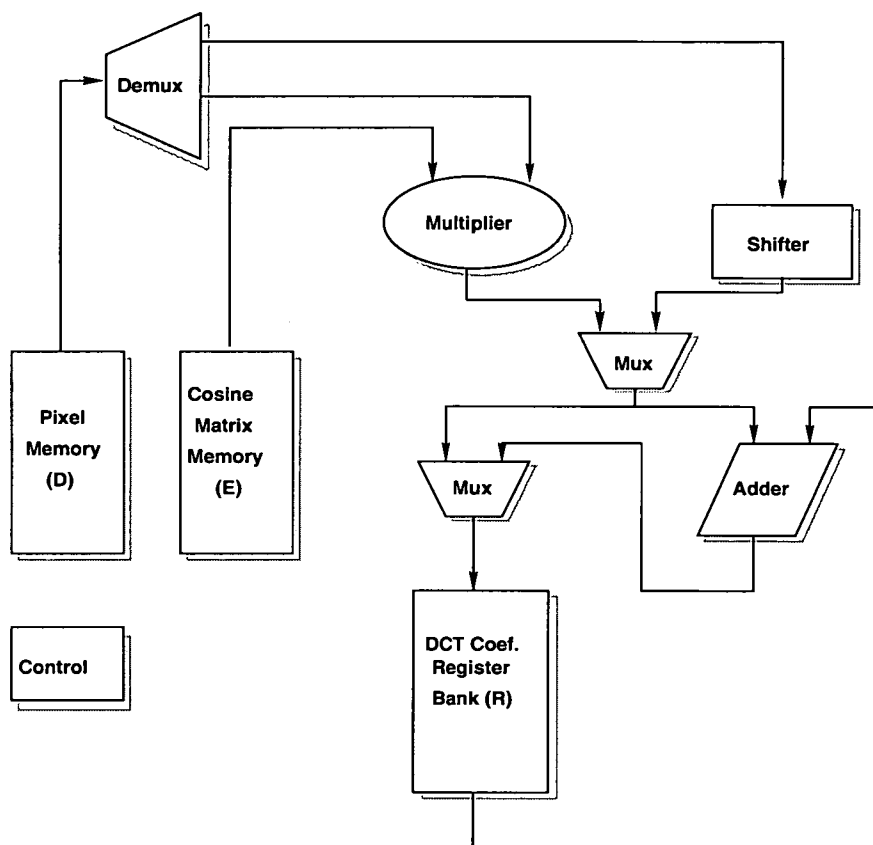 Demux
Multiplier
Shifter
Mux
Pixel
Memory
(D)
Cosine
Matrix
Memory
(E)
Mux
Adder
Control
DCT Coef.
Register
Bank (R)